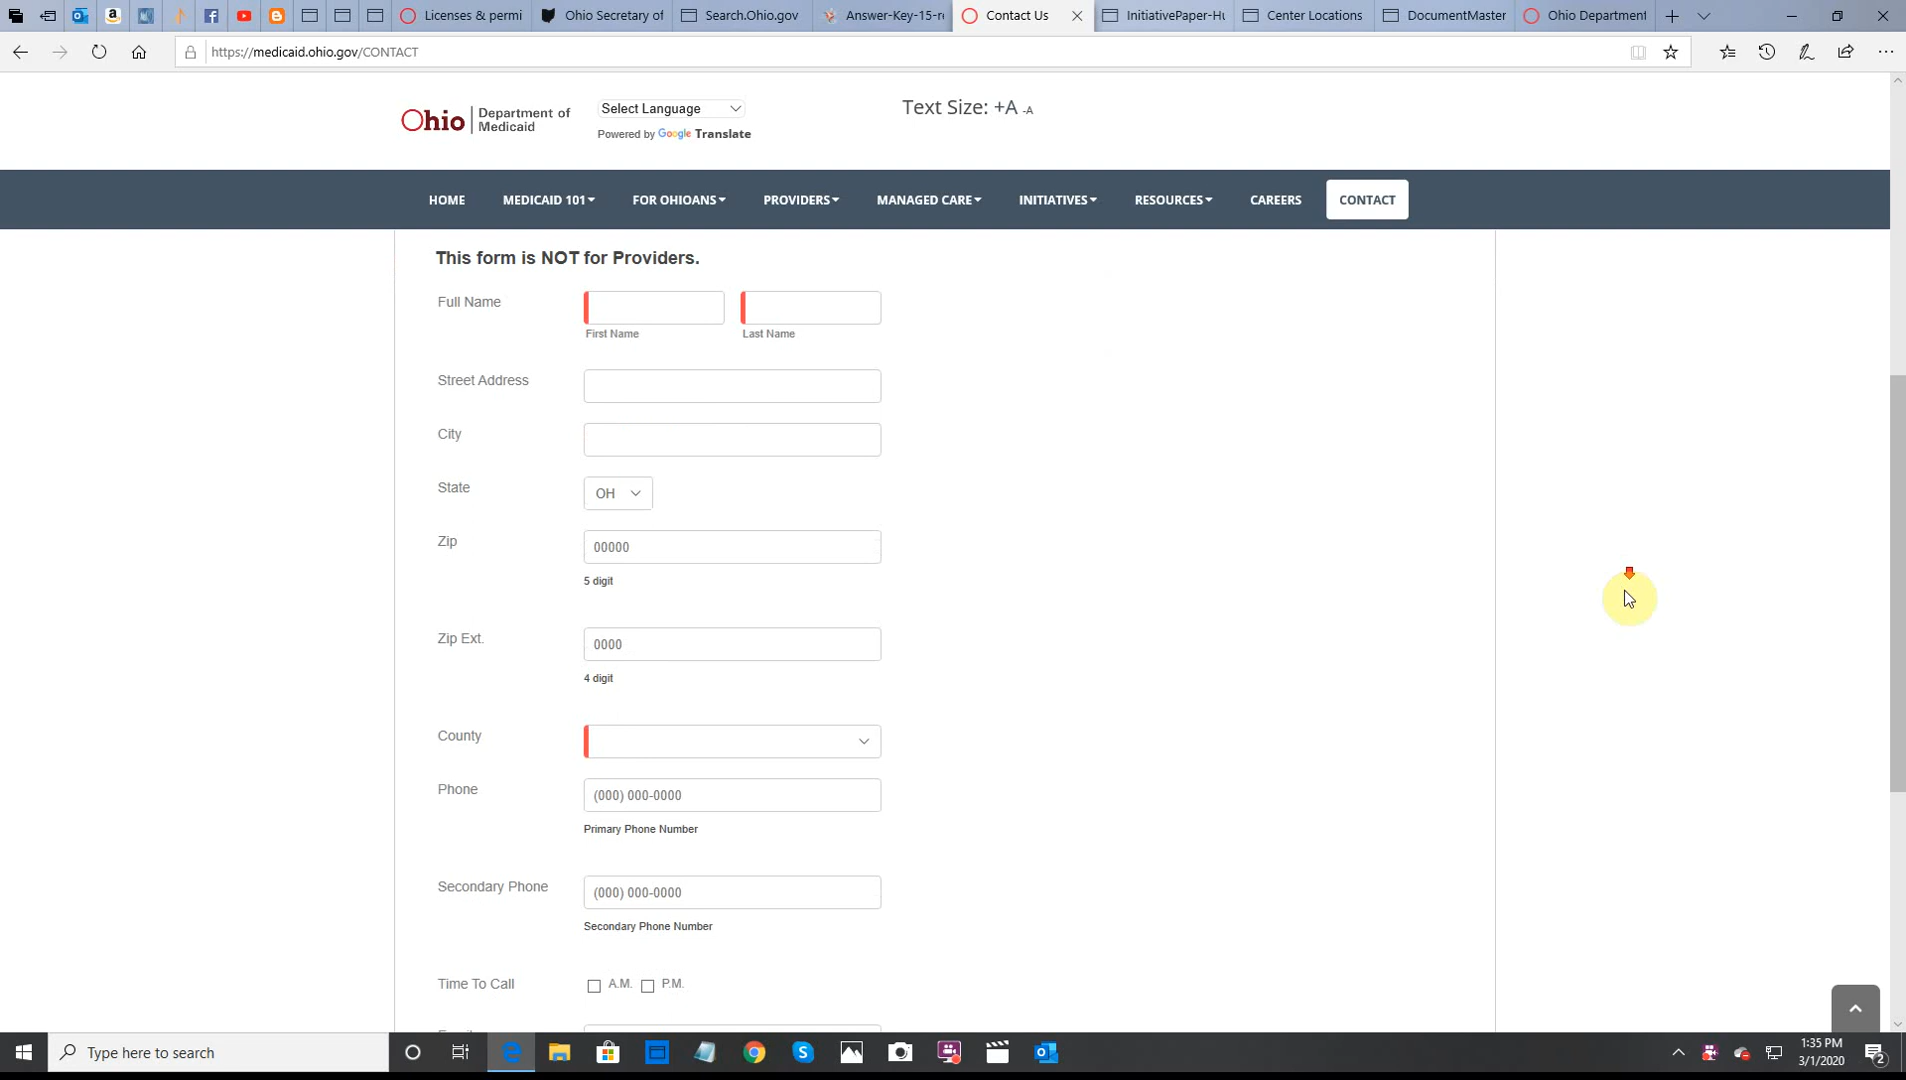 Licenses & permi
Ohio Secretary of
Search.Ohio.gov
Answer-Key-15-r
Contact Us
InitiativePaper-Hu
Center Locations
DocumentMaster
Ohio Department
https://medicaid.ohio.gov/CONTACT
Ohio Department of Medicaid
Select Language
Powered by Google Translate
Text Size: +A -A
HOME
MEDICAID 101
FOR OHIOANS
PROVIDERS
MANAGED CARE
INITIATIVES
RESOURCES
CAREERS
CONTACT
This form is NOT for Providers.
Full Name
First Name
Last Name
Street Address
City
State
OH
Zip
00000
5 digit
Zip Ext.
0000
4 digit
County
Phone
(000) 000-0000
Primary Phone Number
Secondary Phone
(000) 000-0000
Secondary Phone Number
Time To Call
A.M.
P.M.
Type here to search
1:35 PM
3/1/2020
2